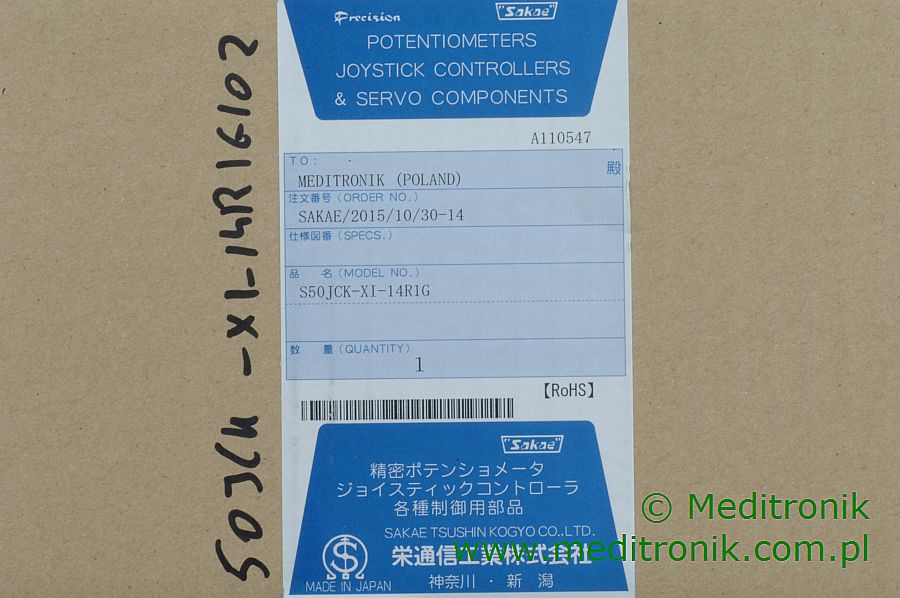 50JCK-XI-14R1G102
Precision "Sakae"
POTENTIOMETERS
JOYSTICK CONTROLLERS
& SERVO COMPONENTS
A110547
TO:
MEDITRONIK (POLAND) 殿
注文番号 (ORDER NO.)
SAKAE/2015/10/30-14
仕様図番 (SPECS.)
品 名 (MODEL NO.)
S50JCK-XI-14R1G
数 量 (QUANTITY)
1
【RoHS】
"Sakae"
精密ポテンショメータ
ジョイスティックコントローラ
各種制御用部品
SAKAE TSUSHIN KOGYO CO.,LTD.
栄通信工業株式会社
MADE IN JAPAN 神奈川・新潟
© Meditronik
www.meditronik.com.pl